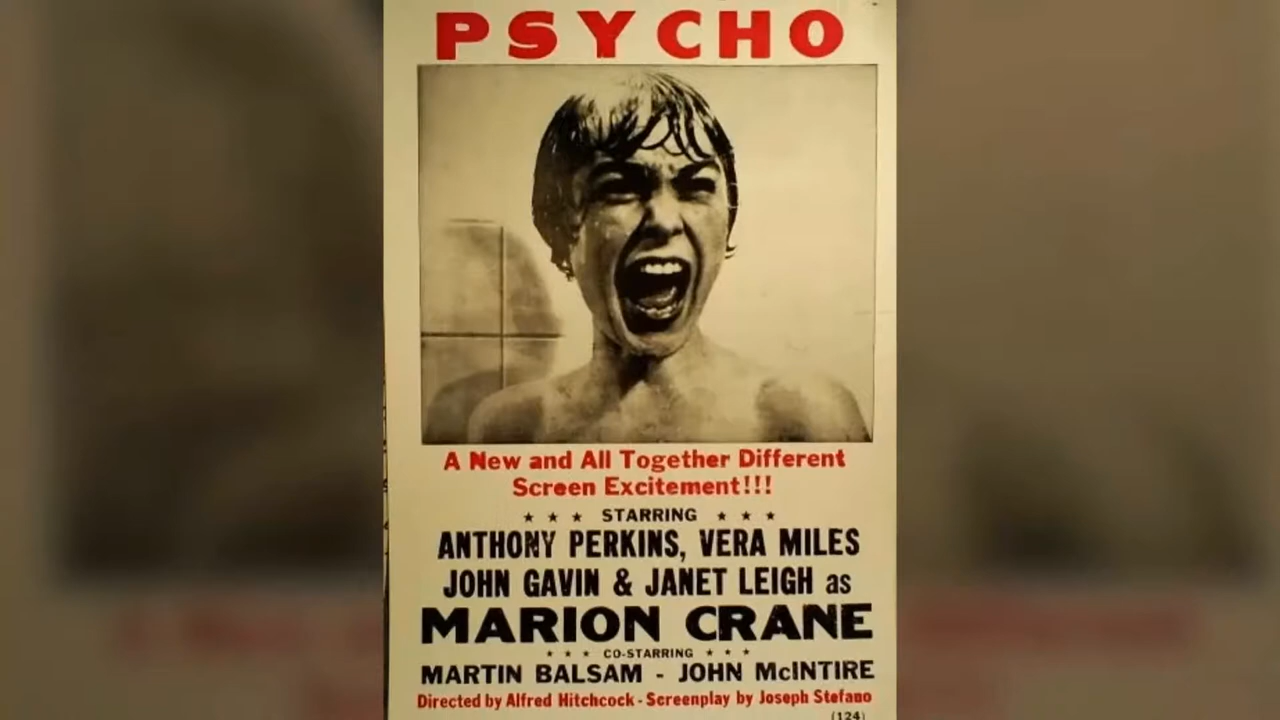 PSYCHO
A New and All Together Different
Screen Excitement!!!
★ ★ ★ STARRING ★ ★ ★
ANTHONY PERKINS, VERA MILES
JOHN GAVIN & JANET LEIGH as
MARION CRANE
★ ★ ★ CO-STARRING ★ ★ ★
MARTIN BALSAM - JOHN McINTIRE
Directed by Alfred Hitchcock - Screenplay by Joseph Stefano
(124)